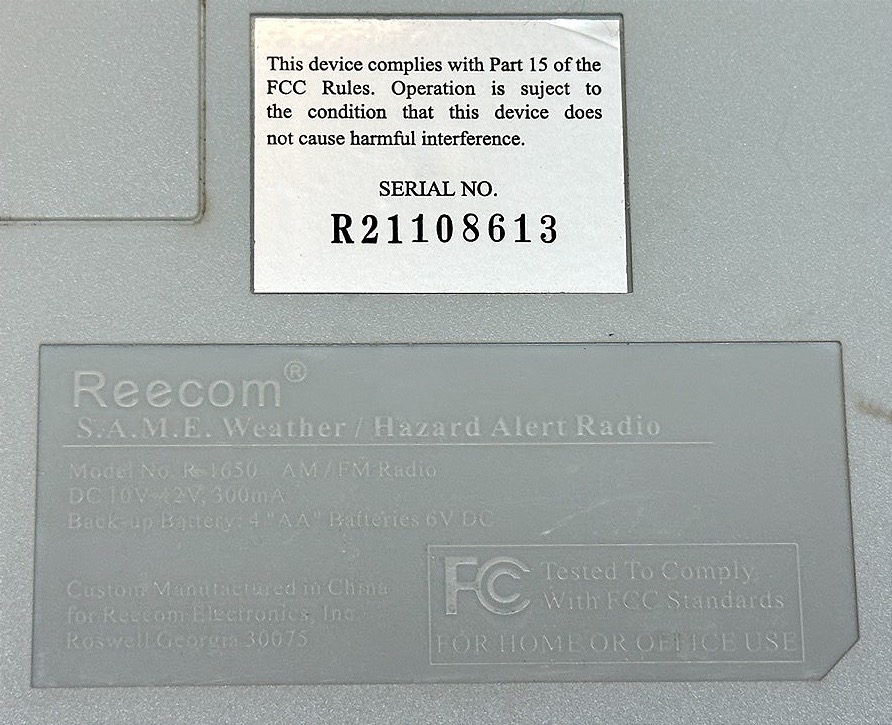 This device complies with Part 15 of the
FCC Rules. Operation is suject to
the condition that this device does
not cause harmful interference.
SERIAL NO.
R21108613
Reecom®
S.A.M.E. Weather / Hazard Alert Radio
Model No. R-1650 AM / FM Radio
DC 10V-12V, 300mA
Back-up Battery: 4 "AA" Batteries 6V DC
Custom Manufactured in China
for Reecom Electronics, Inc.
Roswell Georgia 30075
FC Tested To Comply
With FCC Standards
FOR HOME OR OFFICE USE